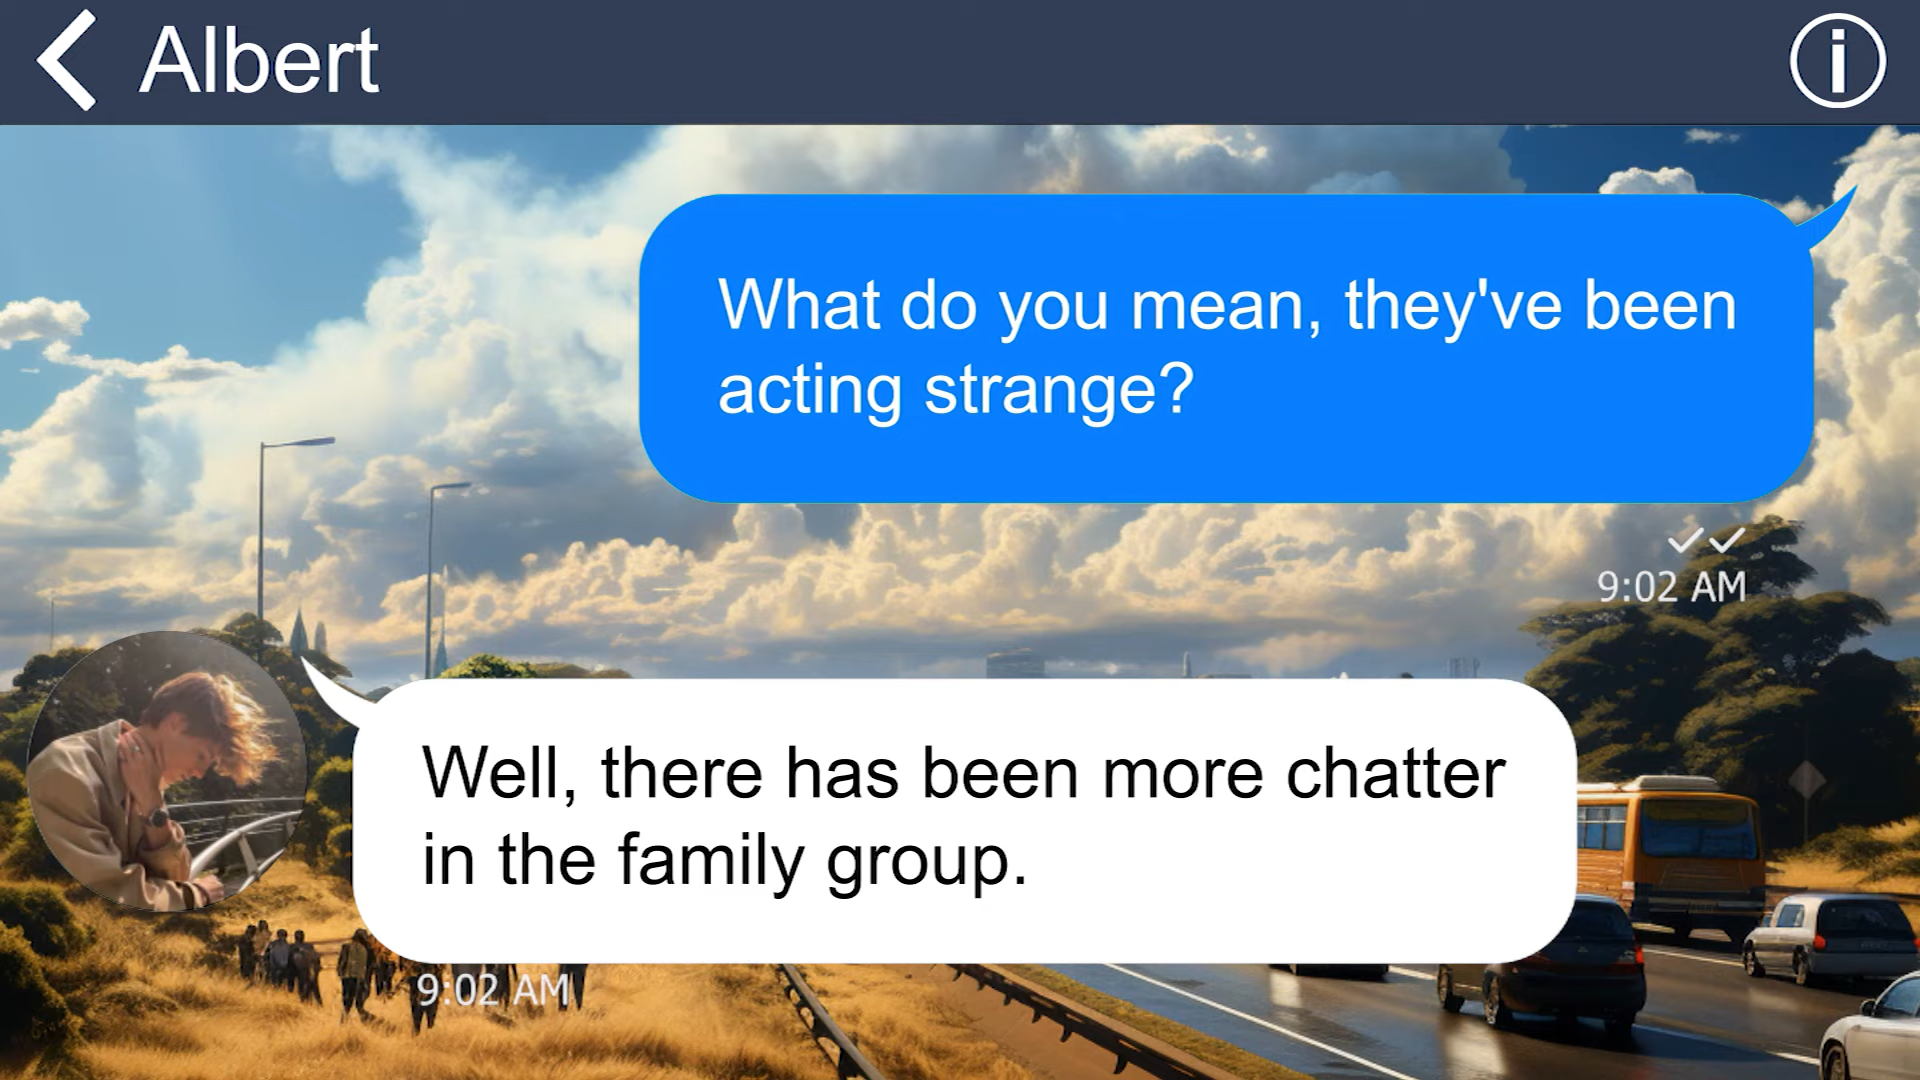 Albert
What do you mean, they've been
acting strange?
9:02 AM
Well, there has been more chatter
in the family group.
9:02 AM